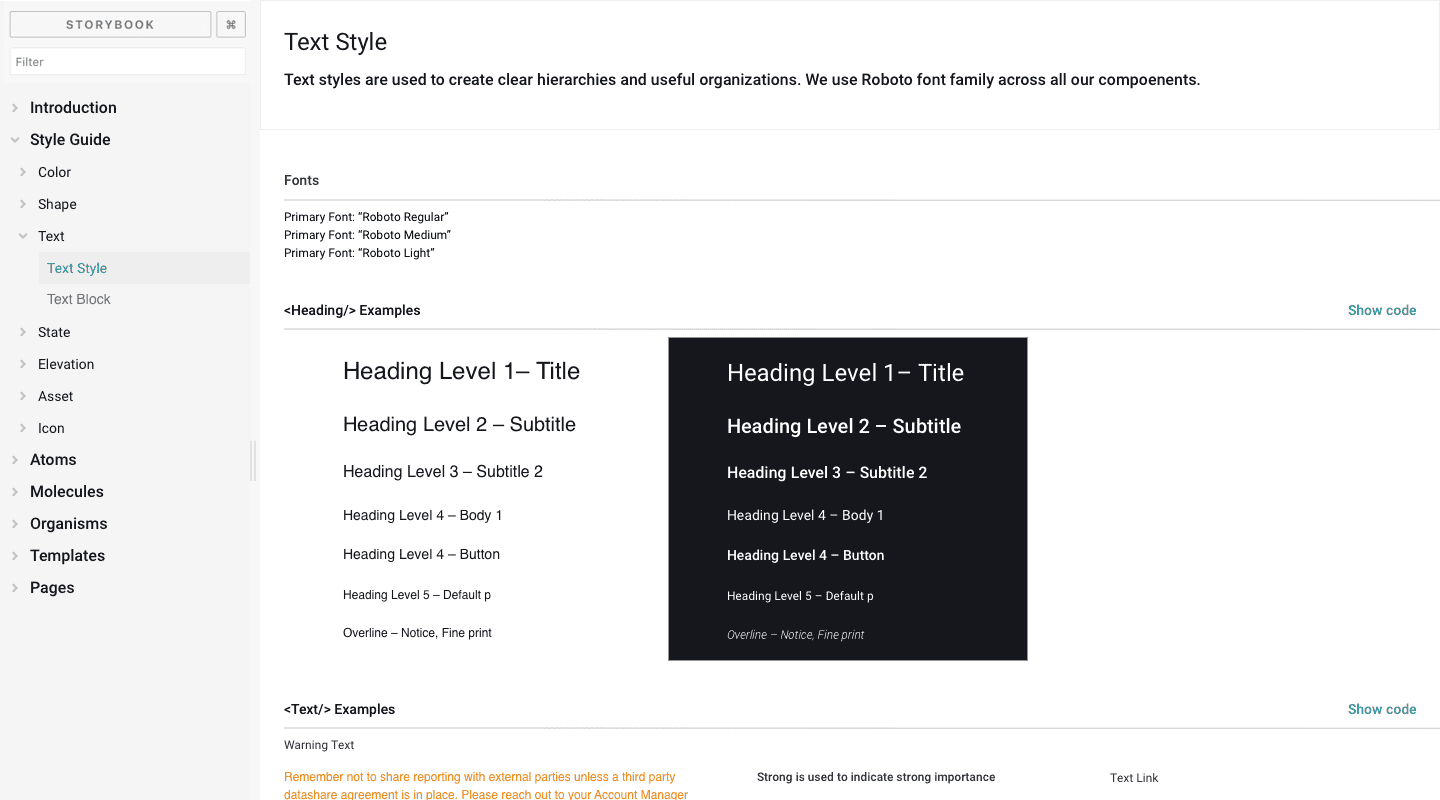 STORYBOOK
⌘
Filter
Introduction
Style Guide
Color
Shape
Text
Text Style
Text Block
State
Elevation
Asset
Icon
Atoms
Molecules
Organisms
Templates
Pages
Text Style
Text styles are used to create clear hierarchies and useful organizations. We use Roboto font family across all our compoenents.
Fonts
Primary Font: “Roboto Regular”
Primary Font: “Roboto Medium”
Primary Font: “Roboto Light”
<Heading/> Examples
Show code
Heading Level 1– Title
Heading Level 2 – Subtitle
Heading Level 3 – Subtitle 2
Heading Level 4 – Body 1
Heading Level 4 – Button
Heading Level 5 – Default p
Overline – Notice, Fine print
Heading Level 1– Title
Heading Level 2 – Subtitle
Heading Level 3 – Subtitle 2
Heading Level 4 – Body 1
Heading Level 4 – Button
Heading Level 5 – Default p
Overline – Notice, Fine print
<Text/> Examples
Show code
Warning Text
Remember not to share reporting with external parties unless a third party
datashare agreement is in place. Please reach out to your Account Manager
Strong is used to indicate strong importance
Text Link